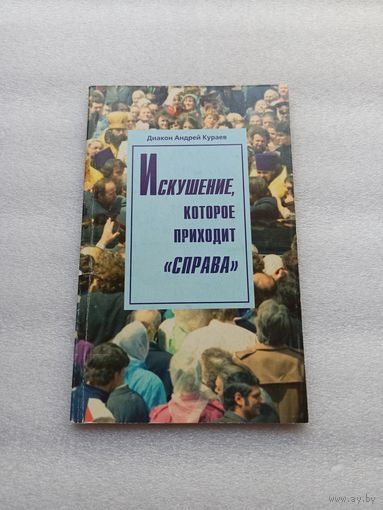 Диакон Андрей Кураев
ИСКУШЕНИЕ,
КОТОРОЕ
ПРИХОДИТ
«СПРАВА»
www.ay.by